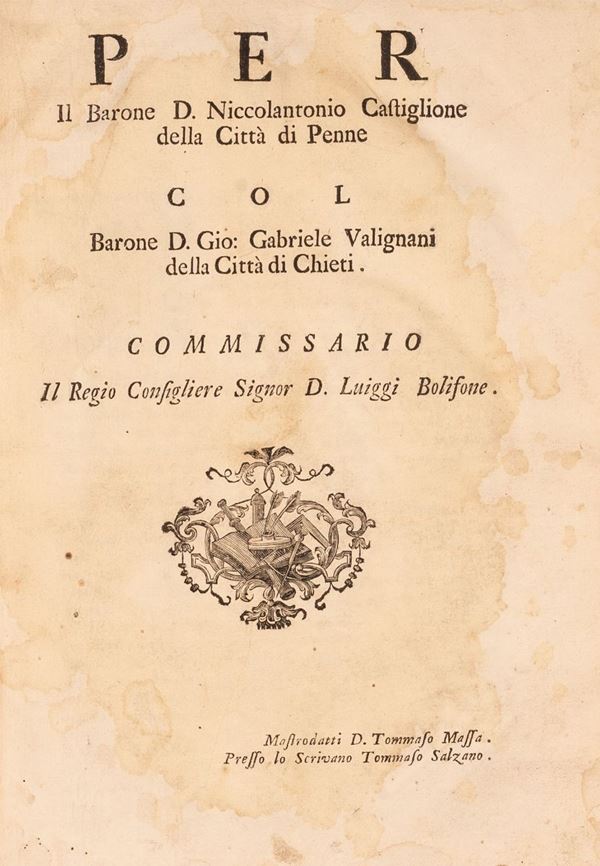 PER
Il Barone D. Niccolantonio Caſtiglione
della Città di Penne
COL
Barone D. Gio: Gabriele Valignani
della Città di Chieti.
COMMISSARIO
Il Regio Conſigliere Signor D. Luiggi Bolifone.
Maſtrodatti D. Tommaſo Maſſa.
Preſſo lo Scrivano Tommaſo Salzano.